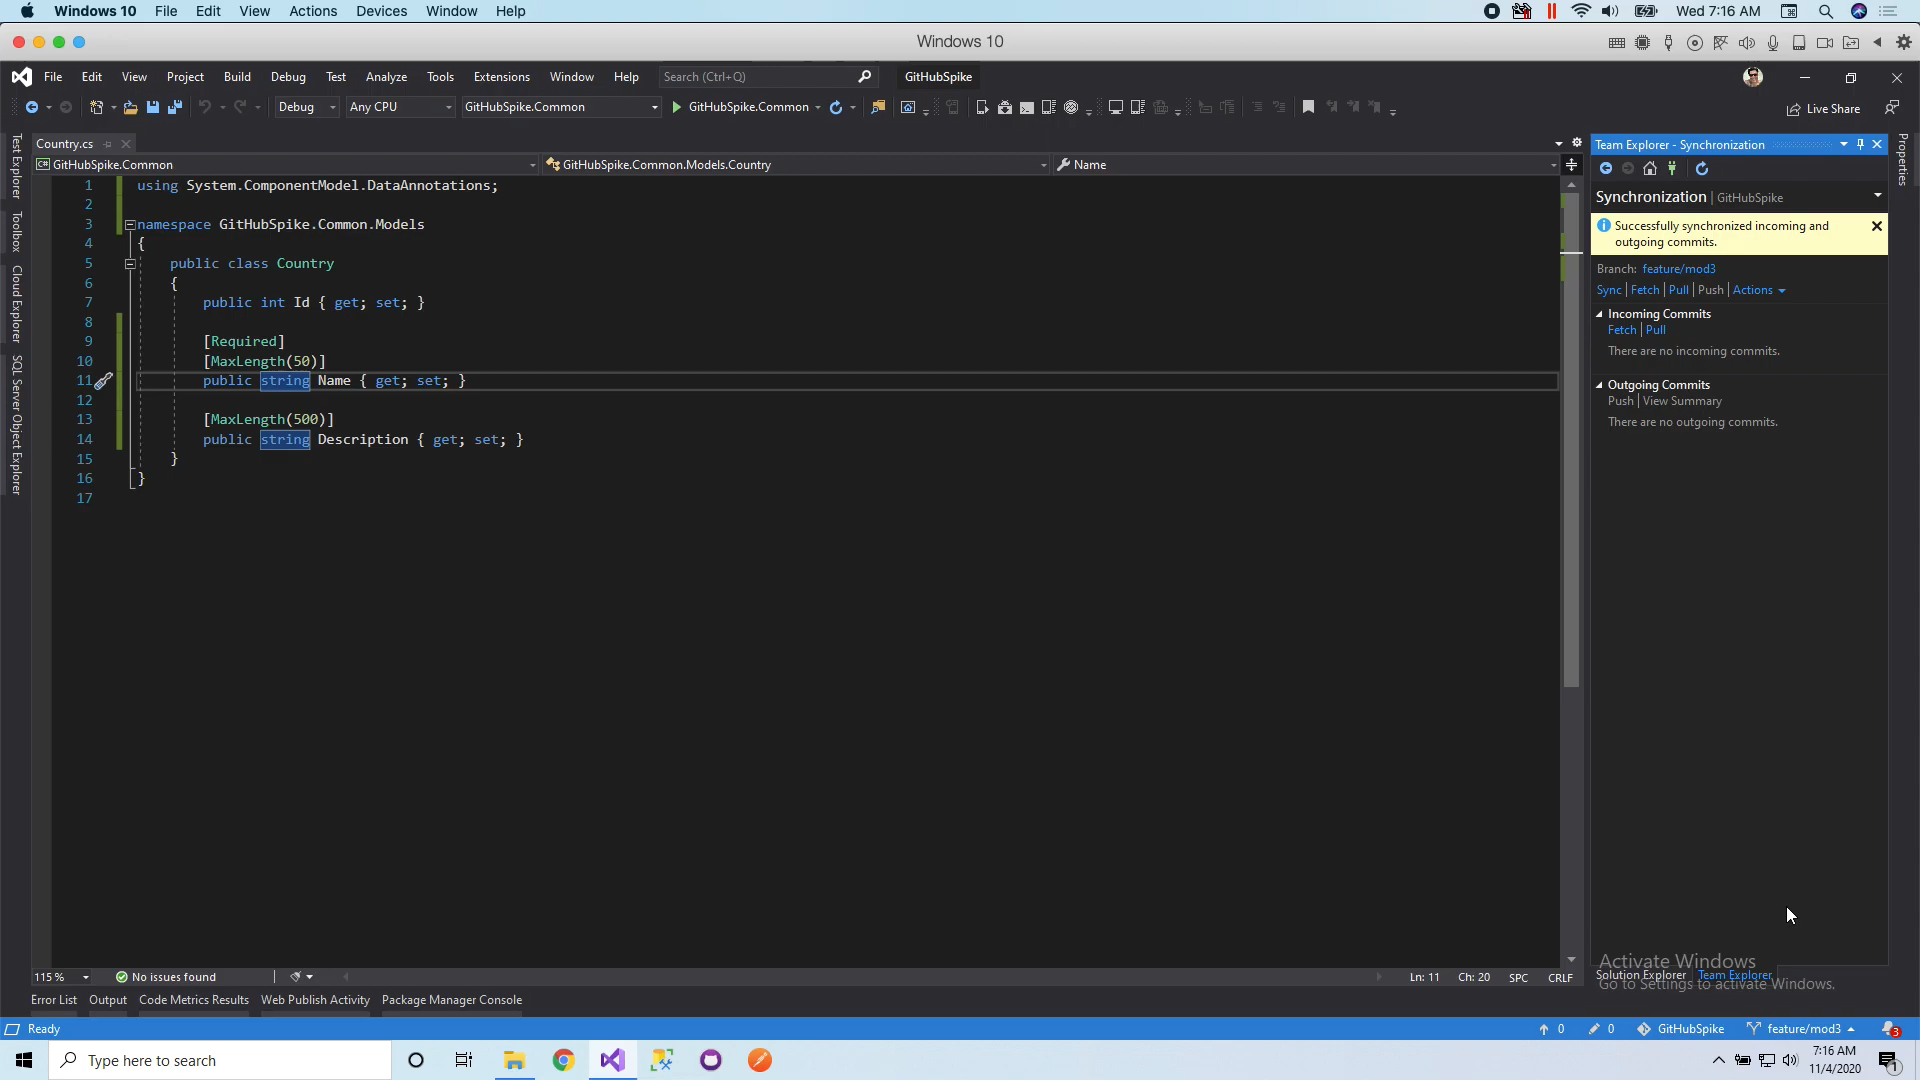 Windows 10 File Edit View Actions Devices Window Help Wed 7:16 AM
Windows 10
File Edit View Project Build Debug Test Analyze Tools Extensions Window Help Search (Ctrl+Q) GitHubSpike
Debug Any CPU GitHubSpike.Common GitHubSpike.Common Live Share
Test Explorer
Toolbox
Cloud Explorer
SQL Server Object Explorer
Country.cs
C# GitHubSpike.Common GitHubSpike.Common.Models.Country Name
1 using System.ComponentModel.DataAnnotations;
2
3 namespace GitHubSpike.Common.Models
4 {
5 public class Country
6 {
7 public int Id { get; set; }
8
9 [Required]
10 [MaxLength(50)]
11 public string Name { get; set; }
12
13 [MaxLength(500)]
14 public string Description { get; set; }
15 }
16 }
17
115 % No issues found Ln: 11 Ch: 20 SPC CRLF
Team Explorer - Synchronization
Synchronization | GitHubSpike
Successfully synchronized incoming and
outgoing commits.
Branch: feature/mod3
Sync | Fetch | Pull | Push | Actions
Incoming Commits
Fetch | Pull
There are no incoming commits.
Outgoing Commits
Push | View Summary
There are no outgoing commits.
Activate Windows
Go to Settings to activate Windows.
Solution Explorer Team Explorer
Properties
Error List Output Code Metrics Results Web Publish Activity Package Manager Console
Ready 0 0 GitHubSpike feature/mod3 3
Type here to search 7:16 AM
11/4/2020 1